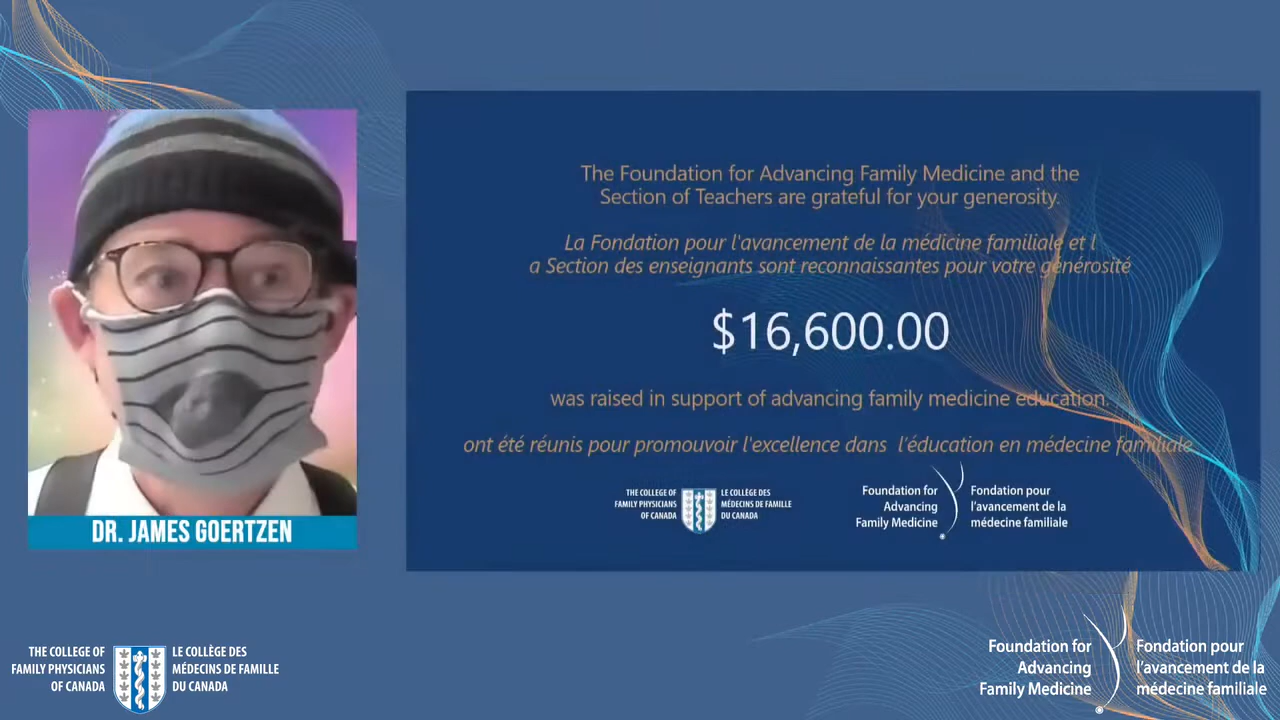 The Foundation for Advancing Family Medicine and the
Section of Teachers are grateful for your generosity.
La Fondation pour l'avancement de la médicine familiale et l
a Section des enseignants sont reconnaissantes pour votre générosité
$16,600.00
was raised in support of advancing family medicine education.
ont été réunis pour promouvoir l'excellence dans l'éducation en médecine familiale
THE COLLEGE OF
FAMILY PHYSICIANS
OF CANADA
LE COLLÈGE DES
MÉDECINS DE FAMILLE
DU CANADA
Foundation for
Advancing
Family Medicine
Fondation pour
l'avancement de la
médecine familiale
DR. JAMES GOERTZEN
THE COLLEGE OF
FAMILY PHYSICIANS
OF CANADA
LE COLLÈGE DES
MÉDECINS DE FAMILLE
DU CANADA
Foundation for
Advancing
Family Medicine
Fondation pour
l'avancement de la
médecine familiale